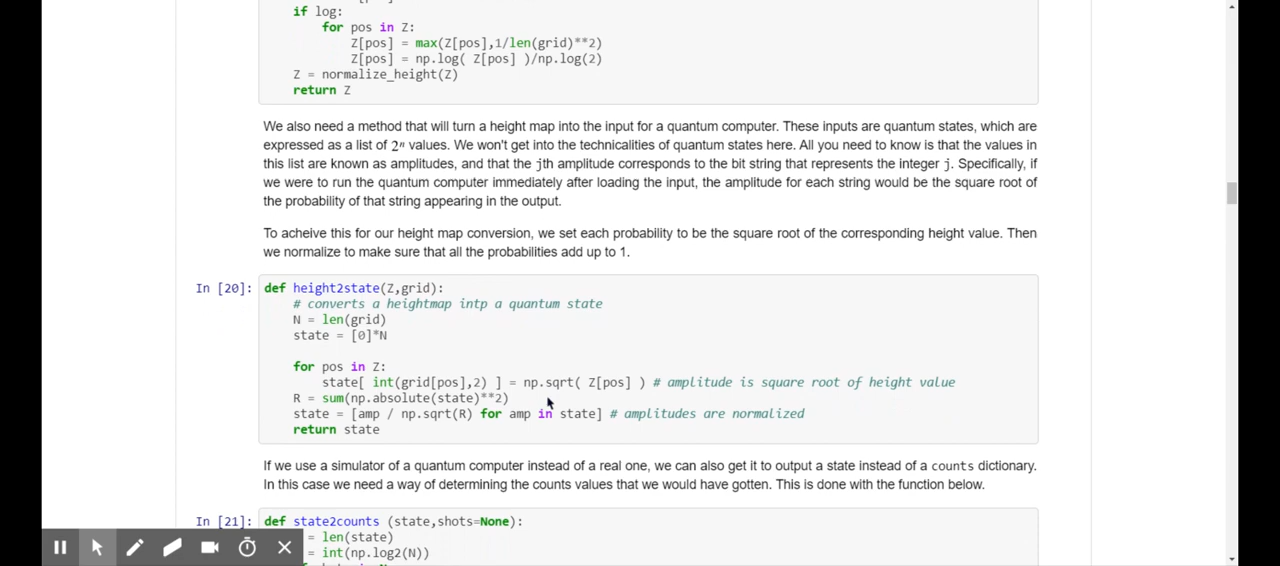 if log:
for pos in Z:
Z[pos] = max(Z[pos],1/len(grid)**2)
Z[pos] = np.log( Z[pos] )/np.log(2)
Z = normalize_height(Z)
return Z
We also need a method that will turn a height map into the input for a quantum computer. These inputs are quantum states, which are
expressed as a list of 2ⁿ values. We won't get into the technicalities of quantum states here. All you need to know is that the values in
this list are known as amplitudes, and that the jth amplitude corresponds to the bit string that represents the integer j. Specifically, if
we were to run the quantum computer immediately after loading the input, the amplitude for each string would be the square root of
the probability of that string appearing in the output.
To acheive this for our height map conversion, we set each probability to be the square root of the corresponding height value. Then
we normalize to make sure that all the probabilities add up to 1.
In [20]: def height2state(Z,grid):
# converts a heightmap intp a quantum state
N = len(grid)
state = [0]*N
for pos in Z:
state[ int(grid[pos],2) ] = np.sqrt( Z[pos] ) # amplitude is square root of height value
R = sum(np.absolute(state)**2)
state = [amp / np.sqrt(R) for amp in state] # amplitudes are normalized
return state
If we use a simulator of a quantum computer instead of a real one, we can also get it to output a state instead of a counts dictionary.
In this case we need a way of determining the counts values that we would have gotten. This is done with the function below.
In [21]: def state2counts (state,shots=None):
= len(state)
= int(np.log2(N))